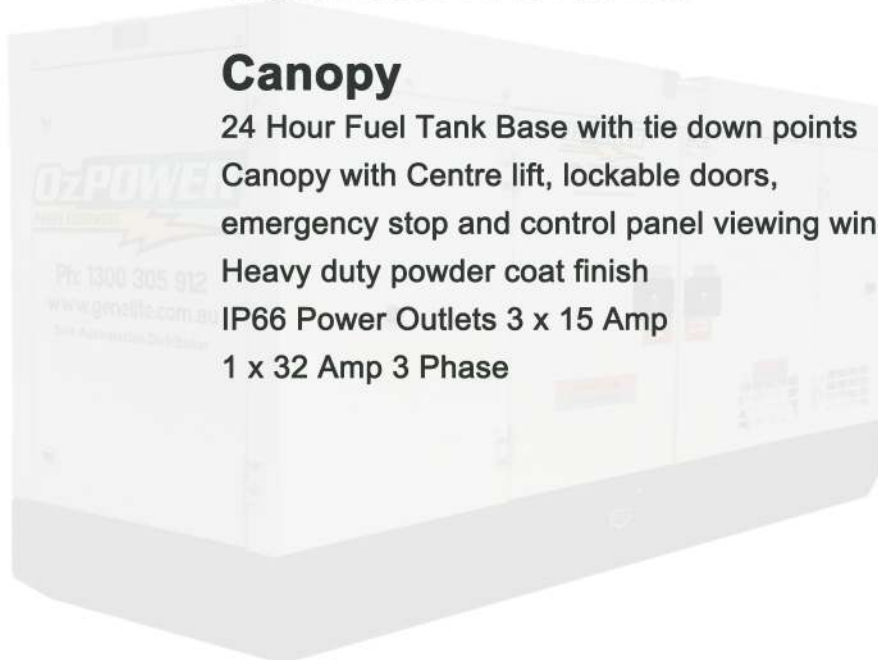 Canopy
24 Hour Fuel Tank Base with tie down points
Canopy with Centre lift, lockable doors,
emergency stop and control panel viewing win
Heavy duty powder coat finish
IP66 Power Outlets 3 x 15 Amp
1 x 32 Amp 3 Phase
OzPOWER
Ph: 1300 305 912
www.genelite.com.au